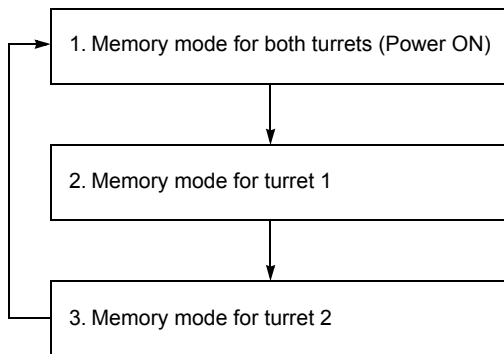 1. Memory mode for both turrets (Power ON)
2. Memory mode for turret 1
3. Memory mode for turret 2